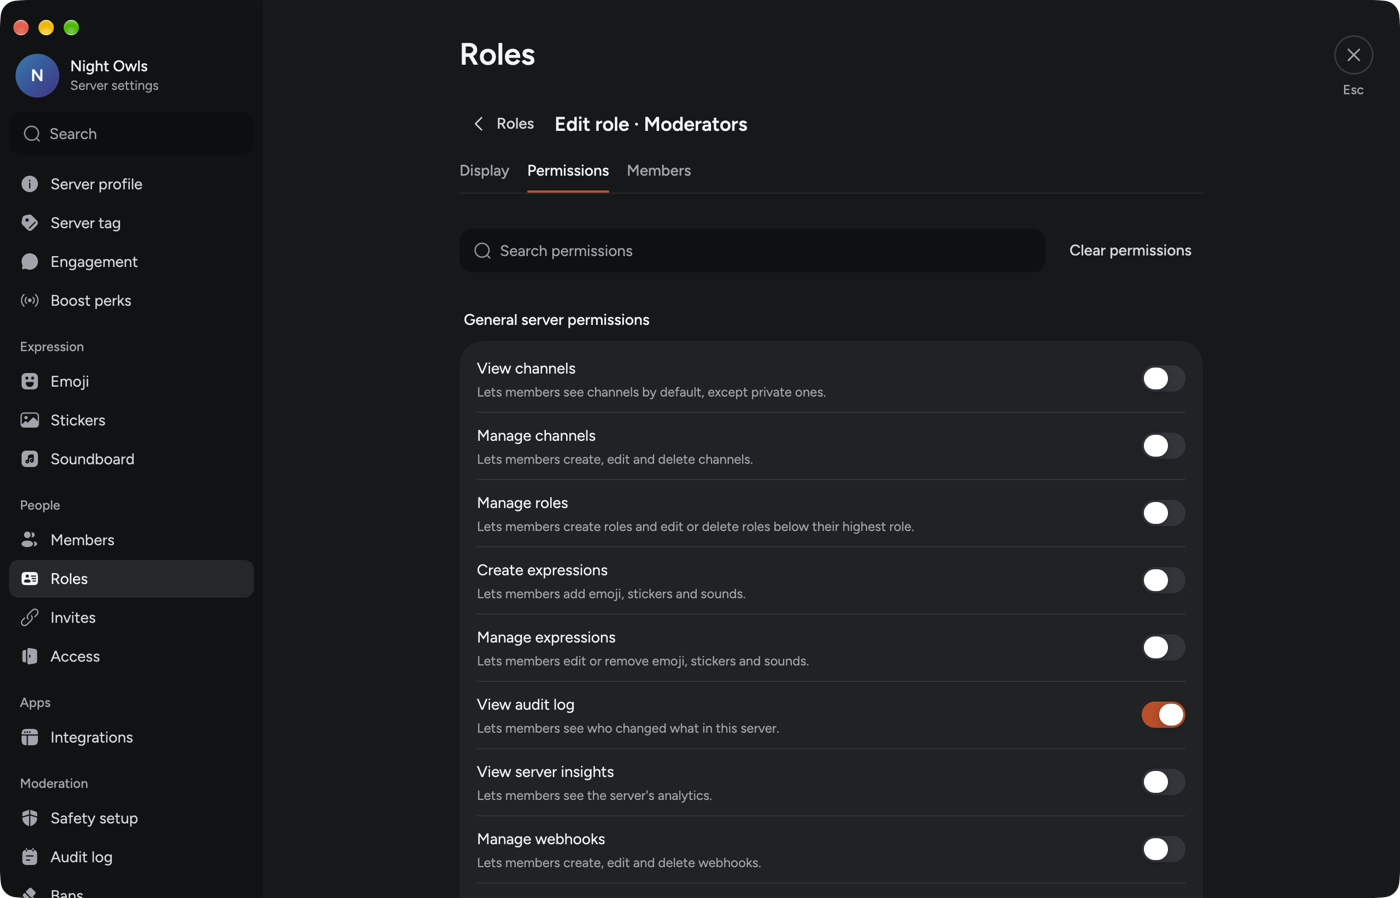 N
Night Owls
Server settings
Search
Server profile
Server tag
Engagement
Boost perks
Expression
Emoji
Stickers
Soundboard
People
Members
Roles
Invites
Access
Apps
Integrations
Moderation
Safety setup
Audit log
Bans
Roles
Esc
Roles
Edit role · Moderators
Display Permissions Members
Search permissions
Clear permissions
General server permissions
View channels
Lets members see channels by default, except private ones.
Manage channels
Lets members create, edit and delete channels.
Manage roles
Lets members create roles and edit or delete roles below their highest role.
Create expressions
Lets members add emoji, stickers and sounds.
Manage expressions
Lets members edit or remove emoji, stickers and sounds.
View audit log
Lets members see who changed what in this server.
View server insights
Lets members see the server's analytics.
Manage webhooks
Lets members create, edit and delete webhooks.